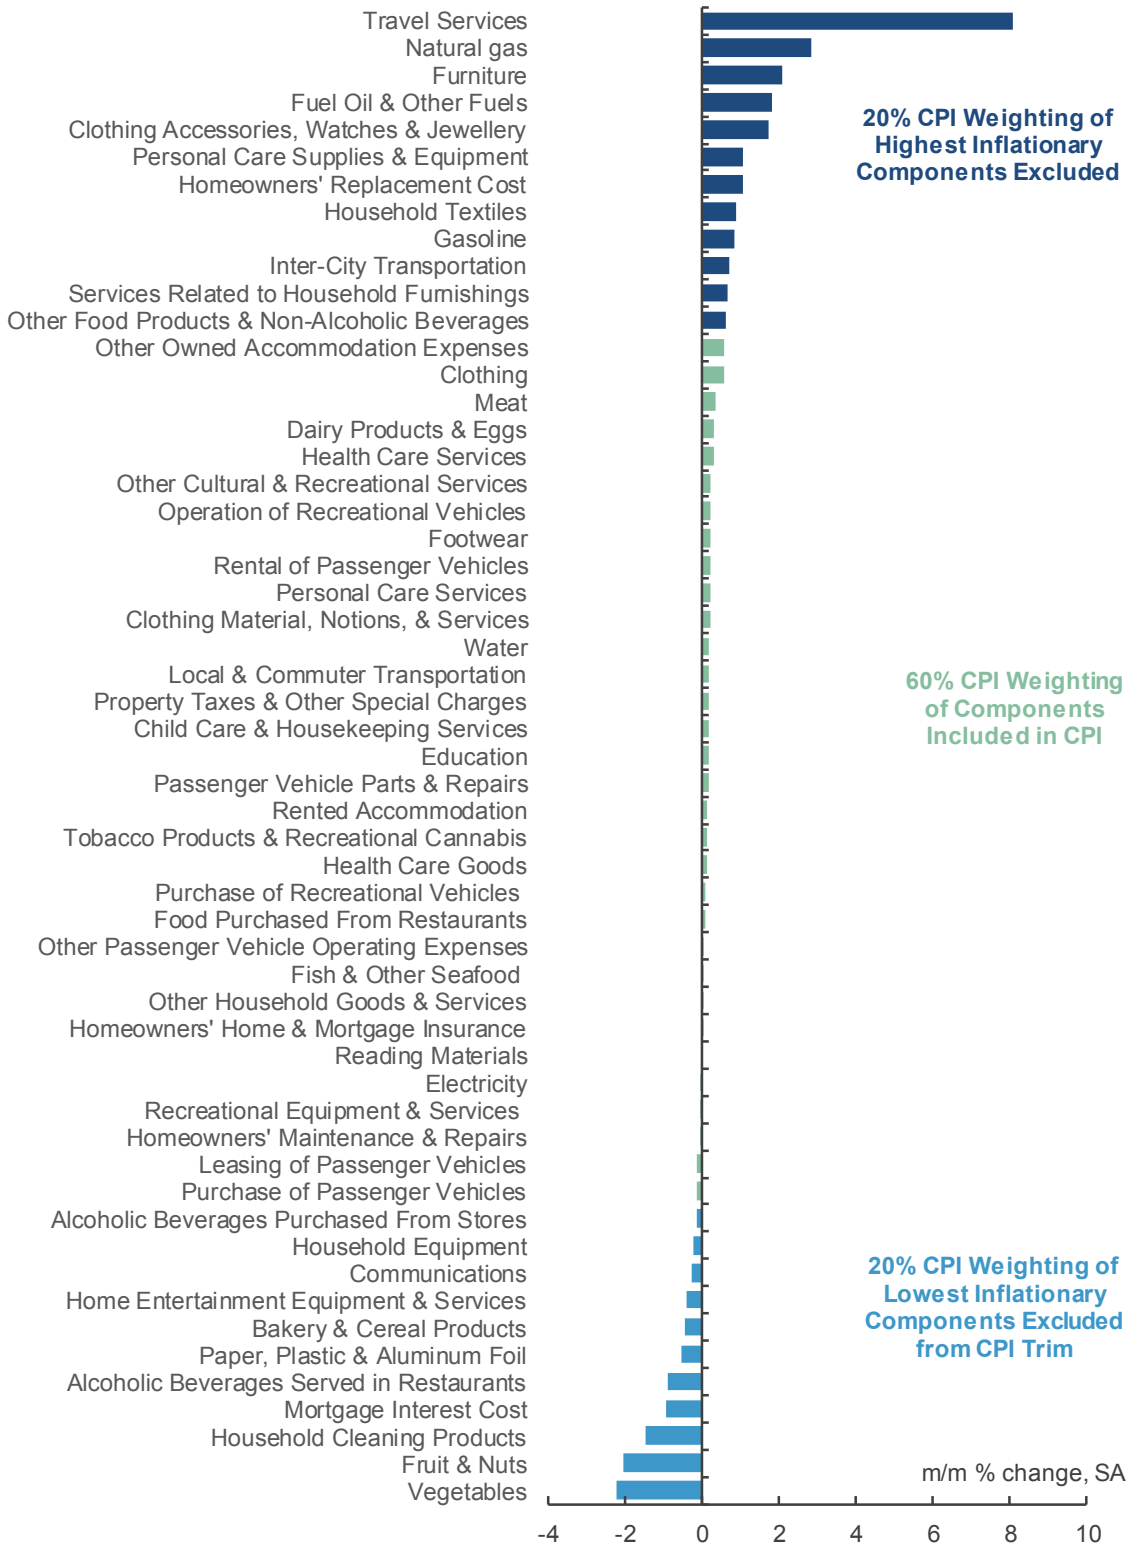 Travel Services
Natural gas
Furniture
Fuel Oil & Other Fuels
Clothing Accessories, Watches & Jewellery
Personal Care Supplies & Equipment
Homeowners' Replacement Cost
Household Textiles
Gasoline
Inter-City Transportation
Services Related to Household Furnishings
Other Food Products & Non-Alcoholic Beverages
Other Owned Accommodation Expenses
Clothing
Meat
Dairy Products & Eggs
Health Care Services
Other Cultural & Recreational Services
Operation of Recreational Vehicles
Footwear
Rental of Passenger Vehicles
Personal Care Services
Clothing Material, Notions, & Services
Water
Local & Commuter Transportation
Property Taxes & Other Special Charges
Child Care & Housekeeping Services
Education
Passenger Vehicle Parts & Repairs
Rented Accommodation
Tobacco Products & Recreational Cannabis
Health Care Goods
Purchase of Recreational Vehicles
Food Purchased From Restaurants
Other Passenger Vehicle Operating Expenses
Fish & Other Seafood
Other Household Goods & Services
Homeowners' Home & Mortgage Insurance
Reading Materials
Electricity
Recreational Equipment & Services
Homeowners' Maintenance & Repairs
Leasing of Passenger Vehicles
Purchase of Passenger Vehicles
Alcoholic Beverages Purchased From Stores
Household Equipment
Communications
Home Entertainment Equipment & Services
Bakery & Cereal Products
Paper, Plastic & Aluminum Foil
Alcoholic Beverages Served in Restaurants
Mortgage Interest Cost
Household Cleaning Products
Fruit & Nuts
Vegetables
20% CPI Weighting of
Highest Inflationary
Components Excluded
60% CPI Weighting
of Components
Included in CPI
20% CPI Weighting of
Lowest Inflationary
Components Excluded
from CPI Trim
m/m % change, SA
-4 -2 0 2 4 6 8 10